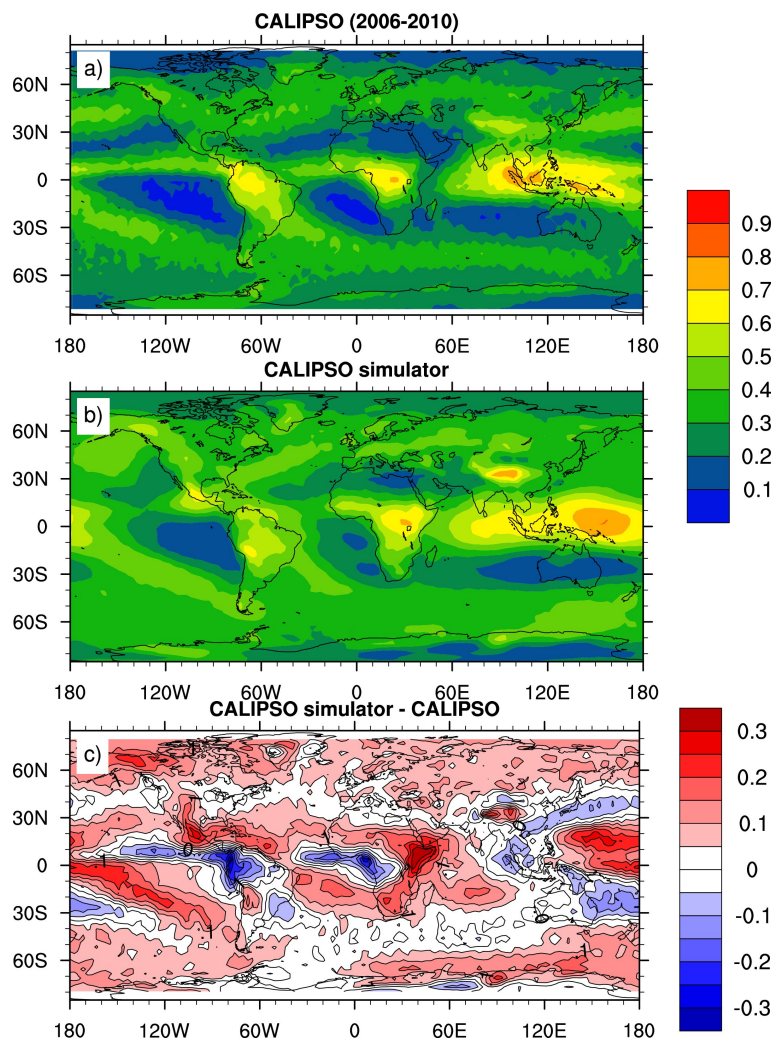 CALIPSO (2006-2010)
a)
60N
30N
0
30S
60S
180 120W 60W 0 60E 120E 180
CALIPSO simulator
b)
60N
30N
0
30S
60S
180 120W 60W 0 60E 120E 180
0.9
0.8
0.7
0.6
0.5
0.4
0.3
0.2
0.1
CALIPSO simulator - CALIPSO
c)
60N
30N
0
30S
60S
180 120W 60W 0 60E 120E 180
0.3
0.2
0.1
0
-0.1
-0.2
-0.3